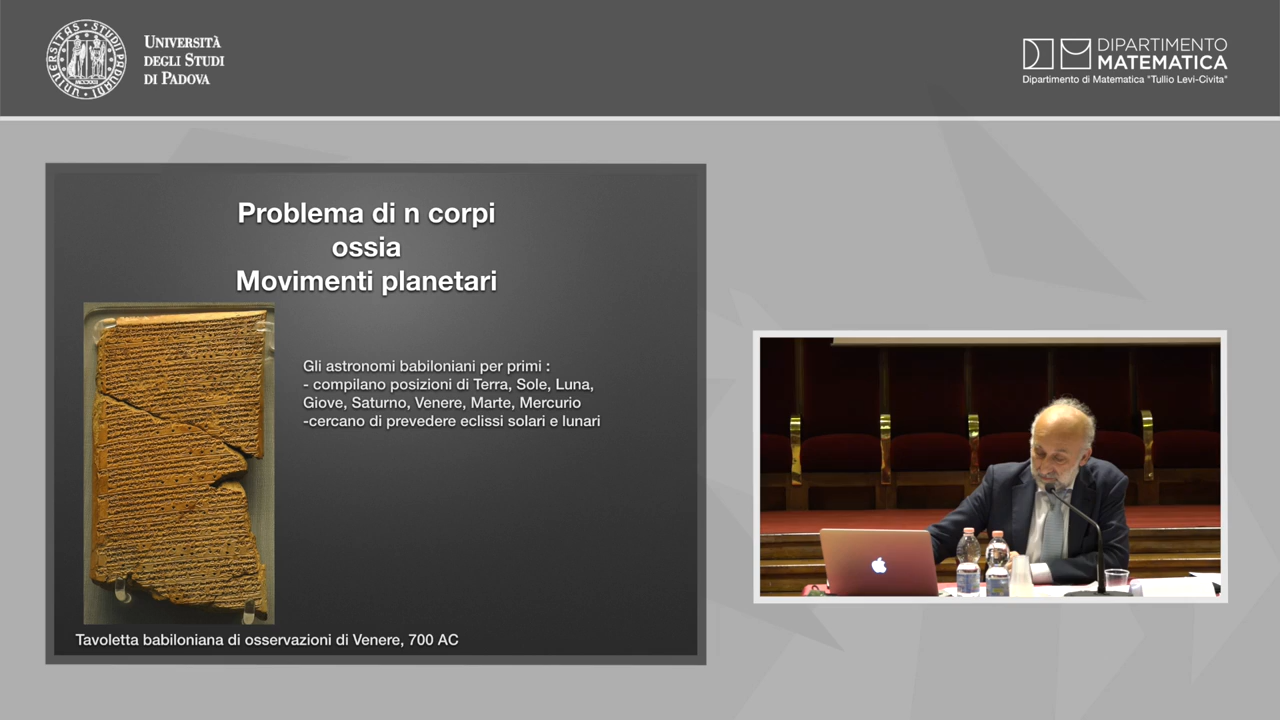 UNIVERSITÀ
DEGLI STUDI
DI PADOVA
DIPARTIMENTO
MATEMATICA
Dipartimento di Matematica "Tullio Levi-Civita"
Problema di n corpi
ossia
Movimenti planetari
Gli astronomi babiloniani per primi :
- compilano posizioni di Terra, Sole, Luna,
Giove, Saturno, Venere, Marte, Mercurio
-cercano di prevedere eclissi solari e lunari
Tavoletta babiloniana di osservazioni di Venere, 700 AC